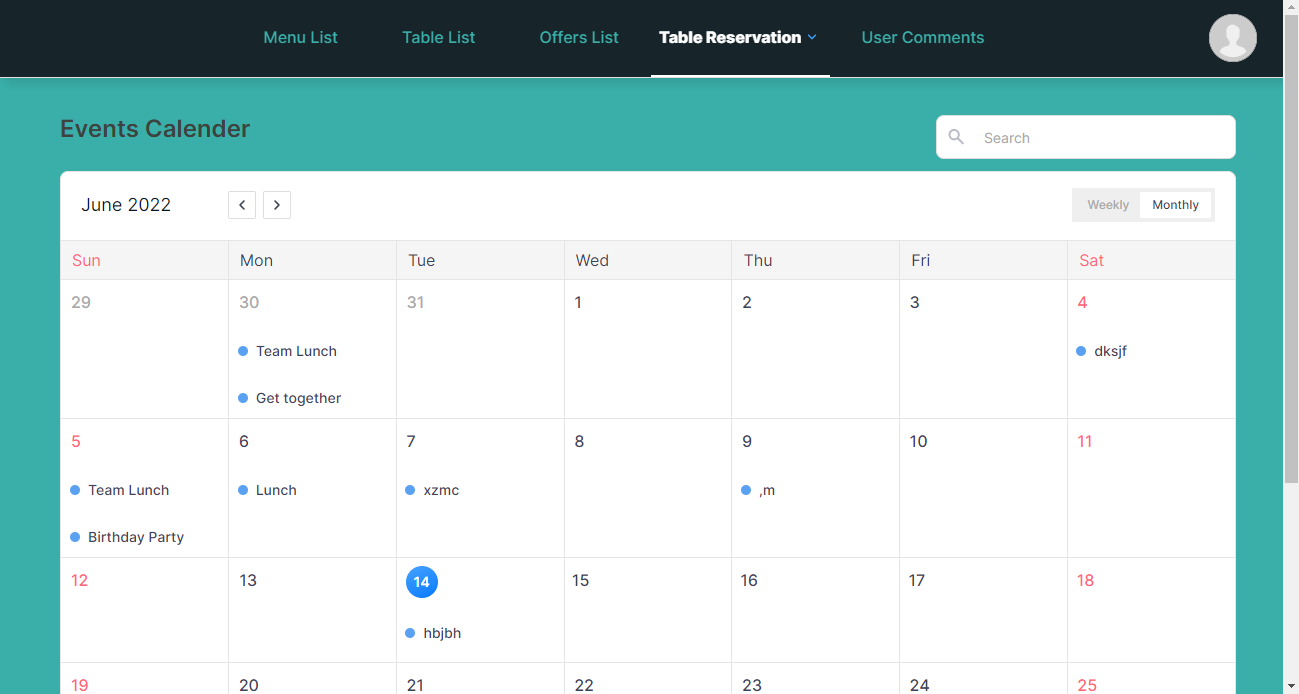 Menu List Table List Offers List Table Reservation User Comments
Events Calender
Search
June 2022
Weekly Monthly
Sun Mon Tue Wed Thu Fri Sat
29 30 31 1 2 3 4
Team Lunch dksjf
Get together
5 6 7 8 9 10 11
Team Lunch Lunch xzmc ,m
Birthday Party
12 13 14 15 16 17 18
hbjbh
19 20 21 22 23 24 25